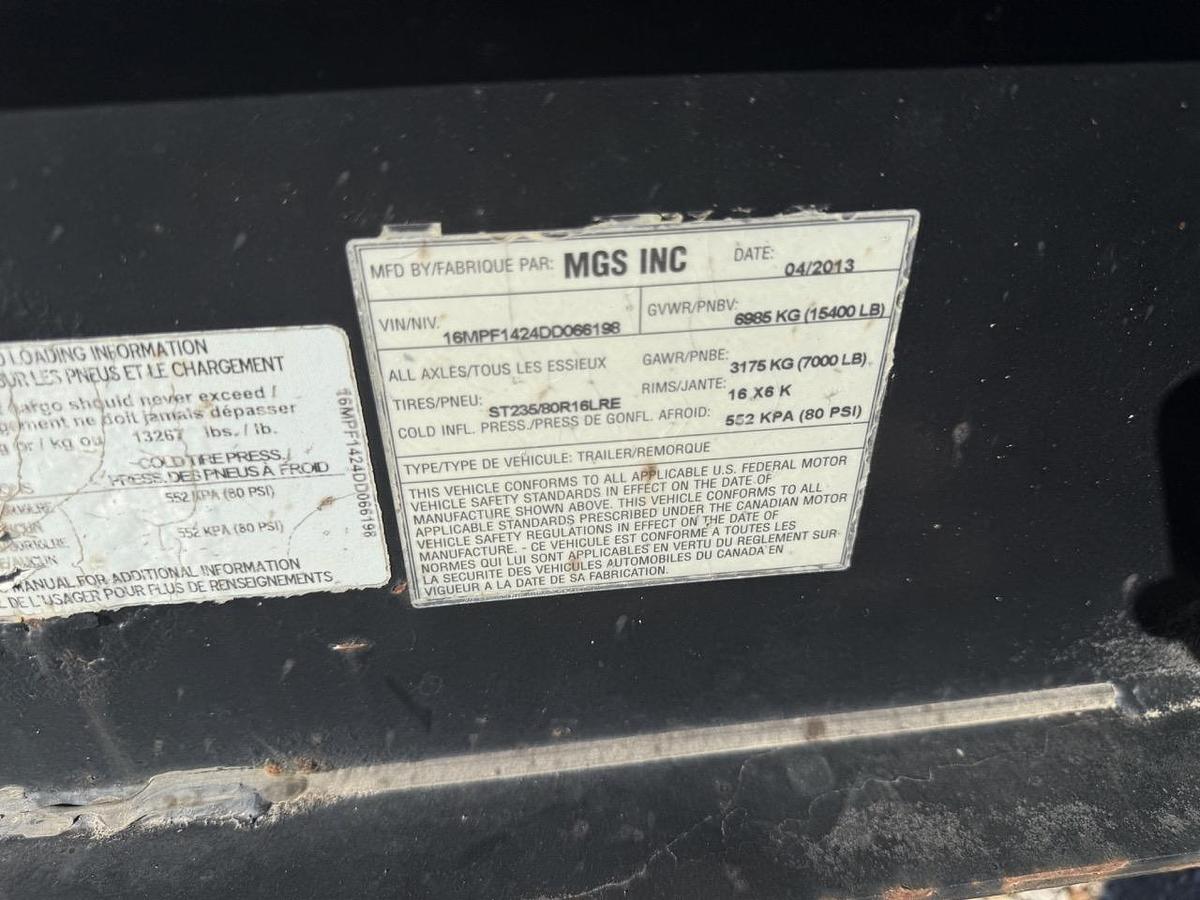 LOADING INFORMATION
SUR LES PNEUS ET LE CHARGEMENT
cargo should never exceed /
gement ne doit jamais dépasser
kg ou 13267 lbs. / lb.
COLD TIRE PRESS. /
PRESS. DES PNEUS A FROID
552 KPA (80 PSI)
552 KPA (80 PSI)
MANUAL FOR ADDITIONAL INFORMATION
DE L'USAGER POUR PLUS DE RENSEIGNEMENTS
16MPF1424DD066198
MFD BY/FABRIQUE PAR: MGS INC DATE: 04/2013
VIN/NIV. 16MPF1424DD066198 GVWR/PNBV: 6985 KG (15400 LB)
ALL AXLES/TOUS LES ESSIEUX GAWR/PNBE: 3175 KG (7000 LB)
TIRES/PNEU: ST235/80R16LRE RIMS/JANTE: 16 X6 K
COLD INFL. PRESS./PRESS DE GONFL. AFROID: 552 KPA (80 PSI)
TYPE/TYPE DE VEHICULE: TRAILER/REMORQUE
THIS VEHICLE CONFORMS TO ALL APPLICABLE U.S. FEDERAL MOTOR
VEHICLE SAFETY STANDARDS IN EFFECT ON THE DATE OF
MANUFACTURE SHOWN ABOVE. THIS VEHICLE CONFORMS TO ALL
APPLICABLE STANDARDS PRESCRIBED UNDER THE CANADIAN MOTOR
VEHICLE SAFETY REGULATIONS IN EFFECT ON THE DATE OF
MANUFACTURE. - CE VEHICULE EST CONFORME A TOUTES LES
NORMES QUI LUI SONT APPLICABLES EN VERTU DU REGLEMENT SUR
LA SECURITE DES VEHICULES AUTOMOBILES DU CANADA EN
VIGUEUR A LA DATE DE SA FABRICATION.